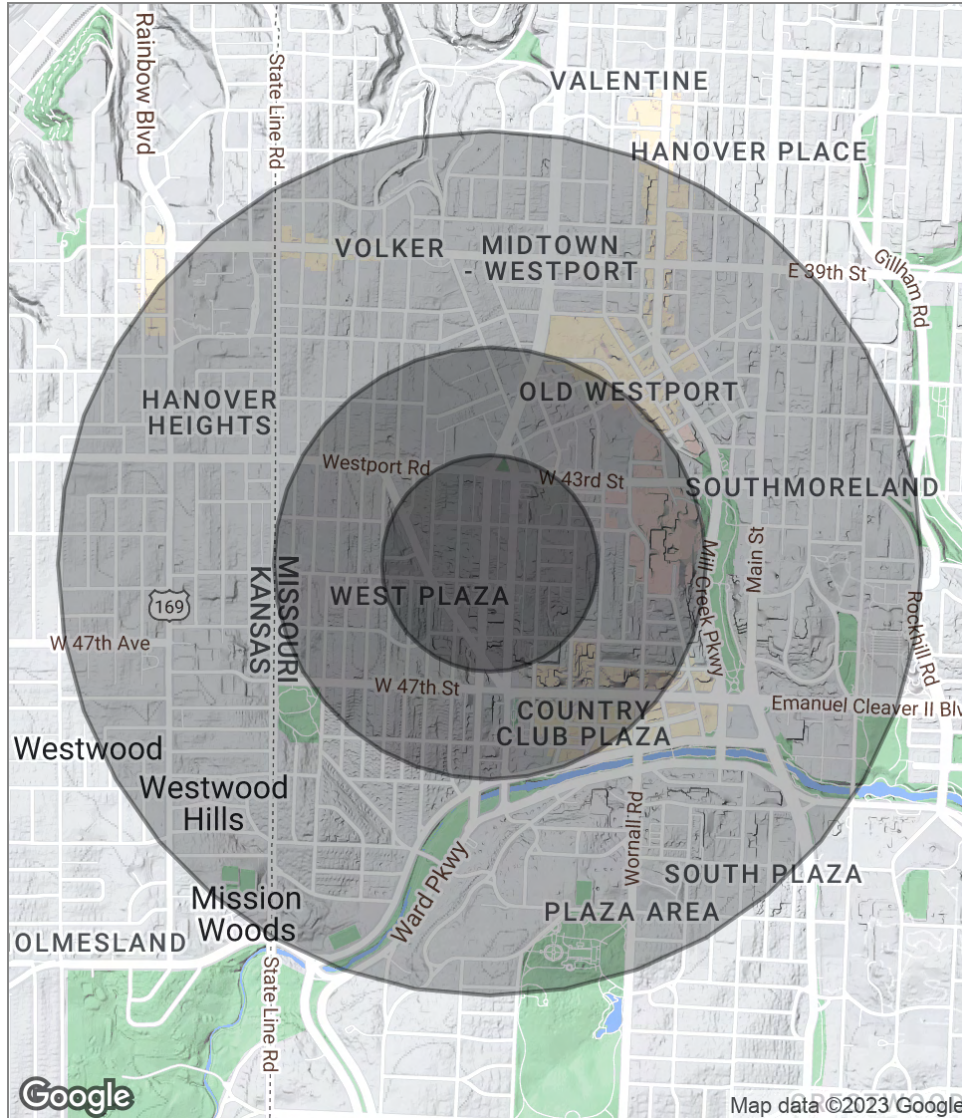 Rainbow Blvd
State Line Rd
VALENTINE
HANOVER PLACE
VOLKER
MIDTOWN
- WESTPORT
E 39th St
Gillham Rd
HANOVER
HEIGHTS
OLD WESTPORT
Westport Rd
W 43rd St
SOUTHMORELAND
MISSOURI
KANSAS
WEST PLAZA
Mill Creek Pkwy
Main St
169
W 47th Ave
Rockhill Rd
W 47th St
COUNTRY
CLUB PLAZA
Emanuel Cleaver II Blv
Westwood
Westwood
Hills
Wornall Rd
Ward Pkwy
SOUTH PLAZA
Mission
Woods
PLAZA AREA
OLMESLAND
State Line Rd
Google
Map data ©2023 Google